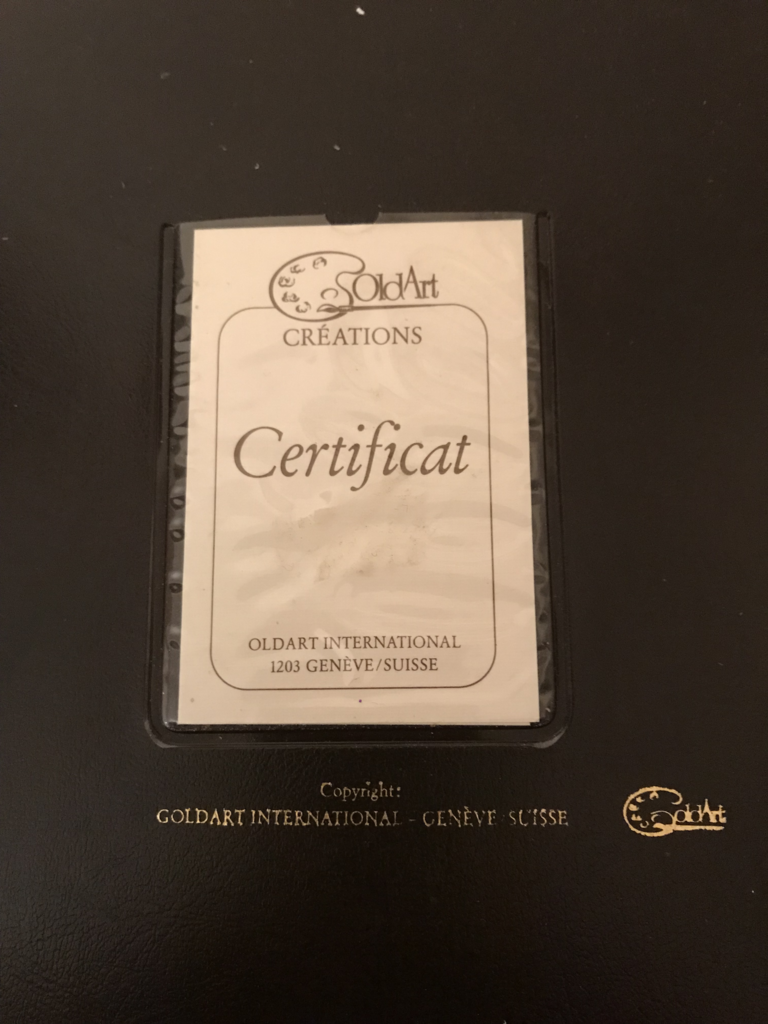 GOldArt
CRÉATIONS
Certificat
OLDART INTERNATIONAL
1203 GENÈVE/SUISSE
Copyright:
GOLDART INTERNATIONAL - GENÈVE SUISSE
GoldArt